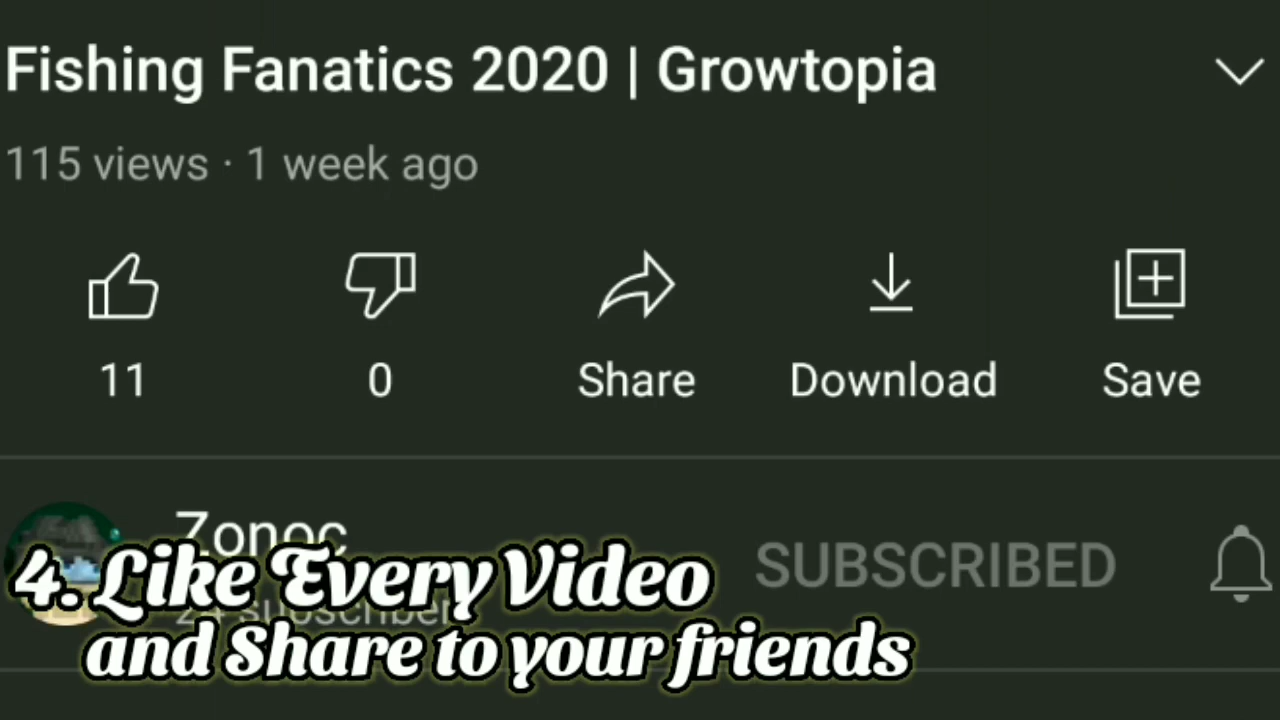 Fishing Fanatics 2020 | Growtopia
115 views · 1 week ago
11
0
Share
Download
Save
Zonoc
SUBSCRIBED
4. Like Every Video
and Share to your friends